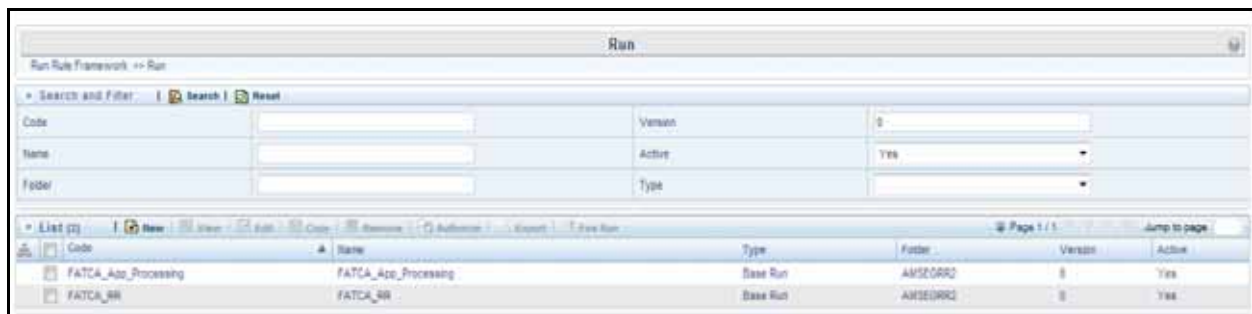 Run
Run Rule Framework >> Run
Search and Filter | Search | Reset
Code Version 0
Name Active Yes
Folder Type
List (2) | New View Edit Copy Remove Authorize Export Fire Run Page 1 / 1 Jump to page
Code Name Type Folder Version Active
FATCA_App_Processing FATCA_App_Processing Base Run AMSEGRR2 0 Yes
FATCA_RR FATCA_RR Base Run AMSEGRR2 0 Yes